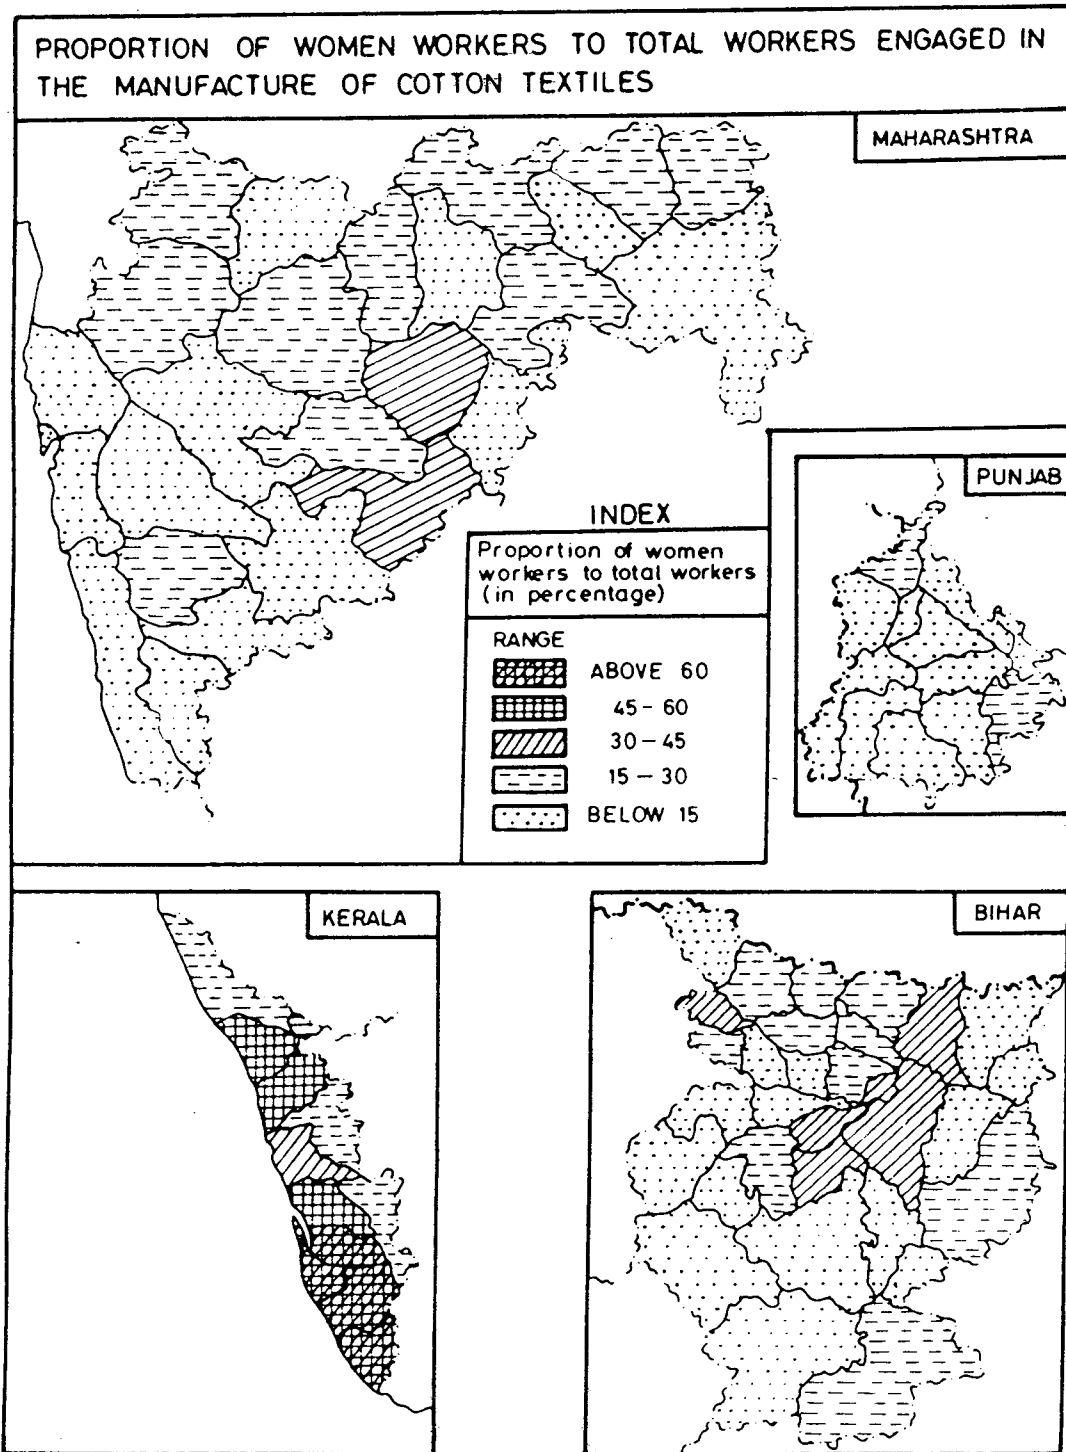 PROPORTION OF WOMEN WORKERS TO TOTAL WORKERS ENGAGED IN
THE MANUFACTURE OF COTTON TEXTILES
MAHARASHTRA
PUNJAB
INDEX
Proportion of women
workers to total workers
(in percentage)
RANGE
ABOVE 60
45-60
30-45
15-30
BELOW 15
KERALA
BIHAR